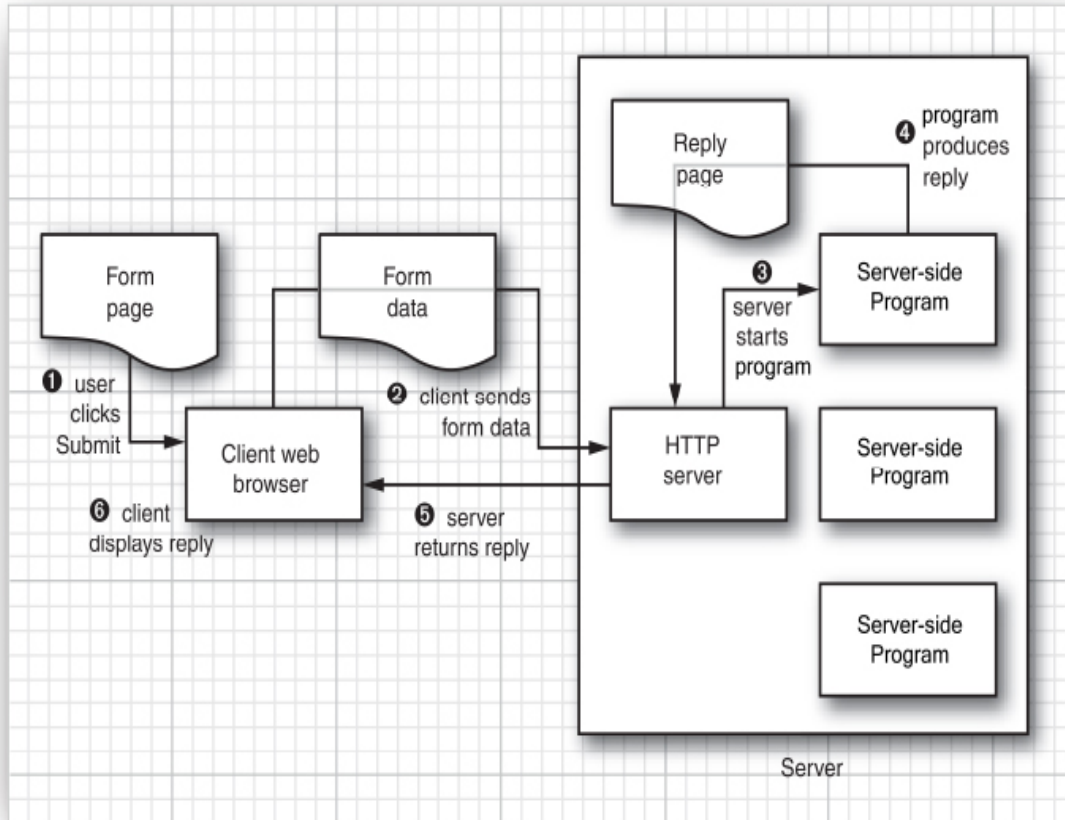 Form
page
❶ user
clicks
Submit
Form
data
❷ client sends
form data
Client web
browser
❻ client
displays reply
❺ server
returns reply
Reply
page
❹ program
produces
reply
❸
server
starts
program
Server-side
Program
HTTP
server
Server-side
Program
Server-side
Program
Server